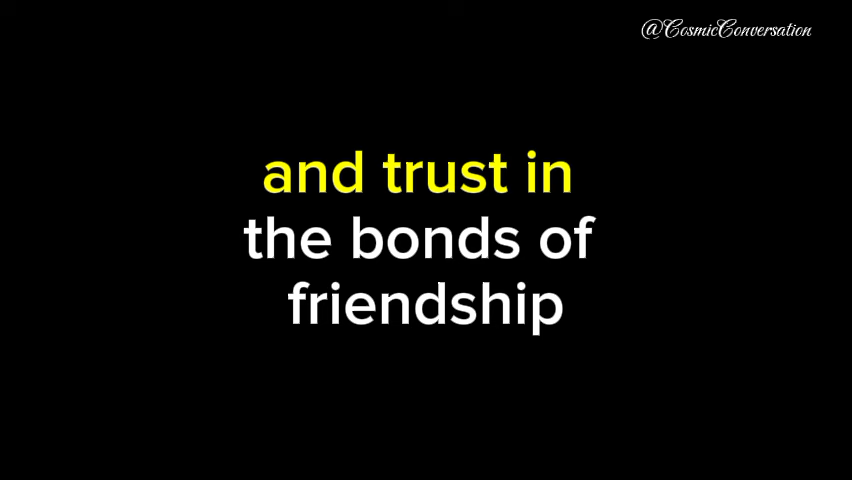 @CosmicConversation
and trust in
the bonds of
friendship